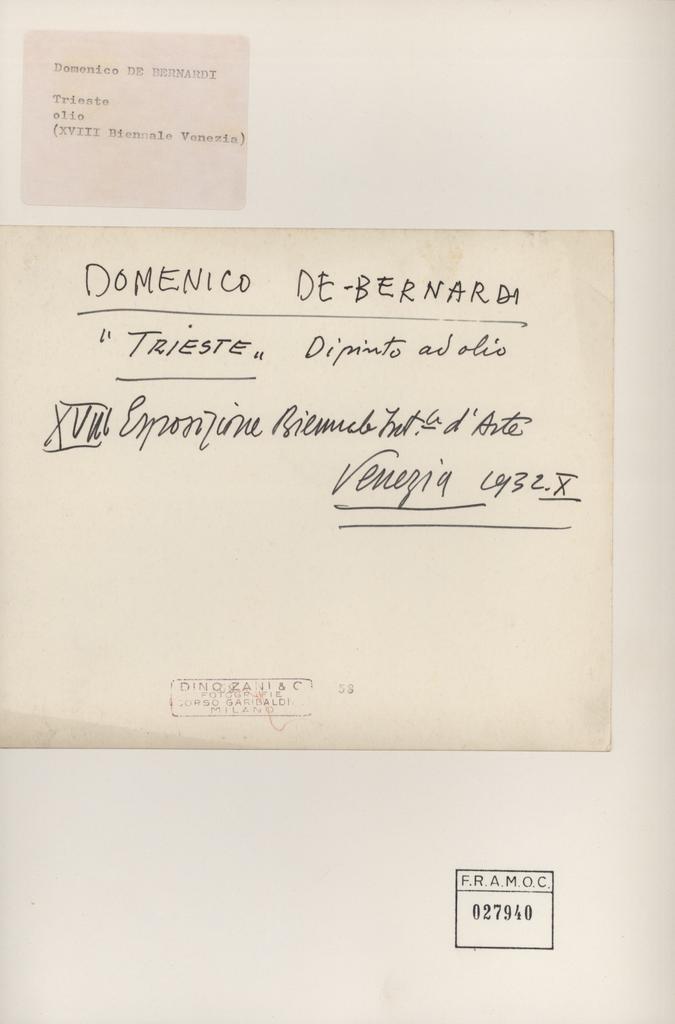 Domenico DE BERNARDI
Trieste
olio
(XVIII Biennale Venezia)
DOMENICO DE-BERNARDI
"TRIESTE„ Dipinto ad olio
XVIII Esposizione Biennale Int.le d'Arte
Venezia 1932.X
DINO ZANI & C
FOTOGRAFIE
CORSO GARIBALDI
MILANO
58
F.R.A.M.O.C.
027940